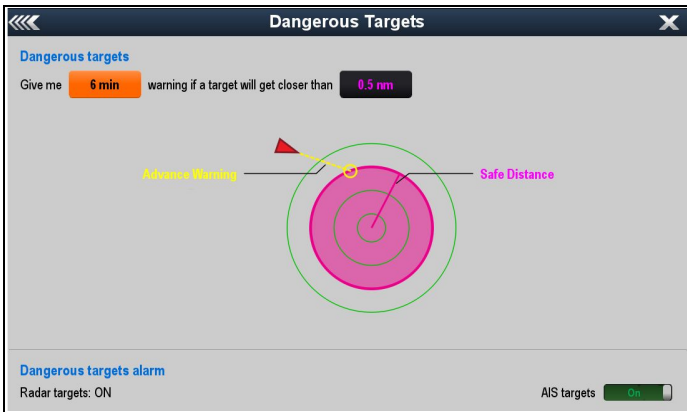 Dangerous Targets
Dangerous targets
Give me 6 min warning if a target will get closer than 0.5 nm
Advance Warning
Safe Distance
Dangerous targets alarm
Radar targets: ON
AIS targets On